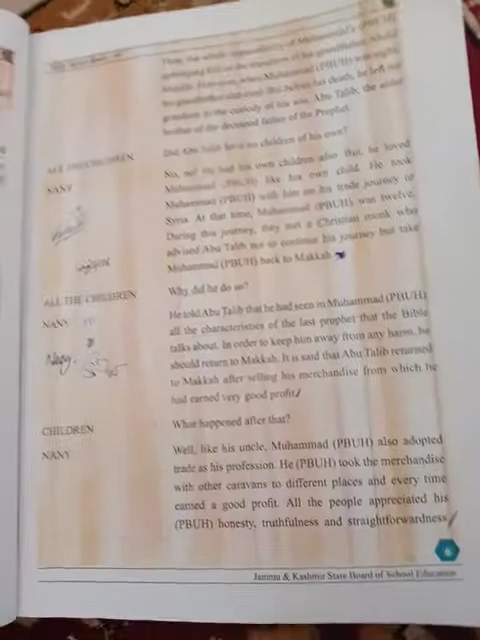 Then, the whole responsibility of Muhammad's (PBUH)
upbringing fell on the shoulders of his grandfather, Abdul
Muttalib. However, when Muhammad (PBUH) was eight,
his grandfather also died. But before his death, he left his
grandson in the custody of his son, Abu Talib, the elder
brother of the deceased father of the Prophet.
ALL THE CHILDREN
Did Abu Talib have no children of his own?
NANY
No, no! He had his own children also. But, he loved
Muhammad (PBUH) like his own child. He took
Muhammad (PBUH) with him on his trade journey to
Syria. At that time, Muhammad (PBUH) was twelve.
During this journey, they met a Christian monk who
advised Abu Talib not to continue his journey but take
Muhammad (PBUH) back to Makkah
ALL THE CHILDREN
Why did he do so?
NANY
He told Abu Talib that he had seen in Muhammad (PBUH)
all the characteristics of the last prophet that the Bible
talks about. In order to keep him away from any harm, he
should return to Makkah. It is said that Abu Talib returned
to Makkah after selling his merchandise from which he
had earned very good profit
CHILDREN
What happened after that?
NANY
Well, like his uncle, Muhammad (PBUH) also adopted
trade as his profession. He (PBUH) took the merchandise
with other caravans to different places and every time
earned a good profit. All the people appreciated his
(PBUH) honesty, truthfulness and straightforwardness
6
Jammu & Kashmir State Board of School Education